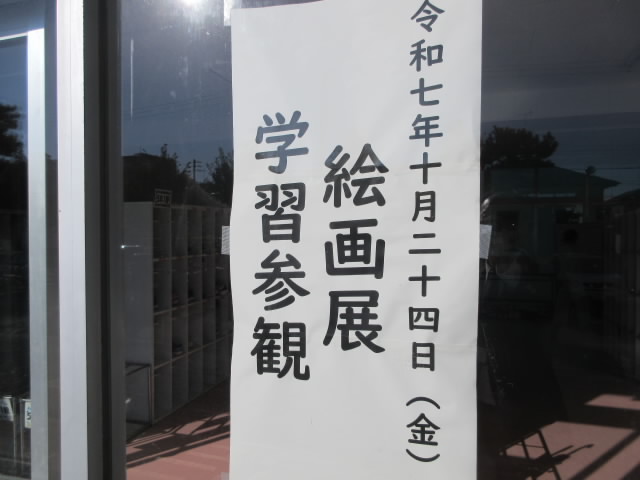 令和七年十月二十四日（金）
絵画展
学習参観